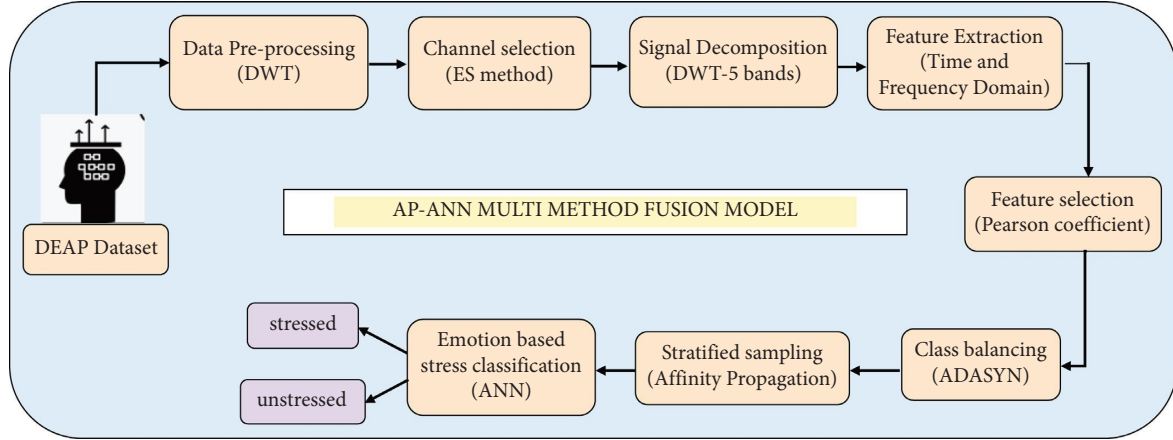 Data Pre-processing
(DWT)
Channel selection
(ES method)
Signal Decomposition
(DWT-5 bands)
Feature Extraction
(Time and
Frequency Domain)
DEAP Dataset
AP-ANN MULTI METHOD FUSION MODEL
Feature selection
(Pearson coefficient)
Class balancing
(ADASYN)
Stratified sampling
(Affinity Propagation)
Emotion based
stress classification
(ANN)
stressed
unstressed